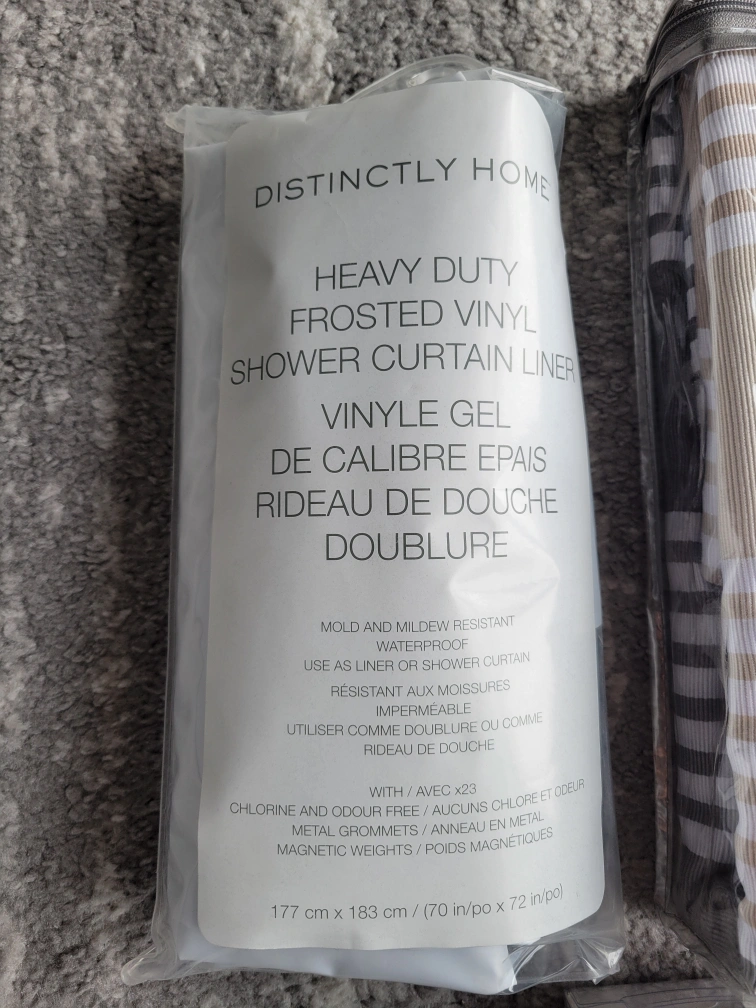 DISTINCTLY HOME
HEAVY DUTY
FROSTED VINYL
SHOWER CURTAIN LINER
VINYLE GEL
DE CALIBRE EPAIS
RIDEAU DE DOUCHE
DOUBLURE
MOLD AND MILDEW RESISTANT
WATERPROOF
USE AS LINER OR SHOWER CURTAIN
RÉSISTANT AUX MOISSURES
IMPERMÉABLE
UTILISER COMME DOUBLURE OU COMME
RIDEAU DE DOUCHE
WITH / AVEC x23
CHLORINE AND ODOUR FREE / AUCUNS CHLORE ET ODEUR
METAL GROMMETS / ANNEAU EN METAL
MAGNETIC WEIGHTS / POIDS MAGNÉTIQUES
177 cm x 183 cm / (70 in/po x 72 in/po)